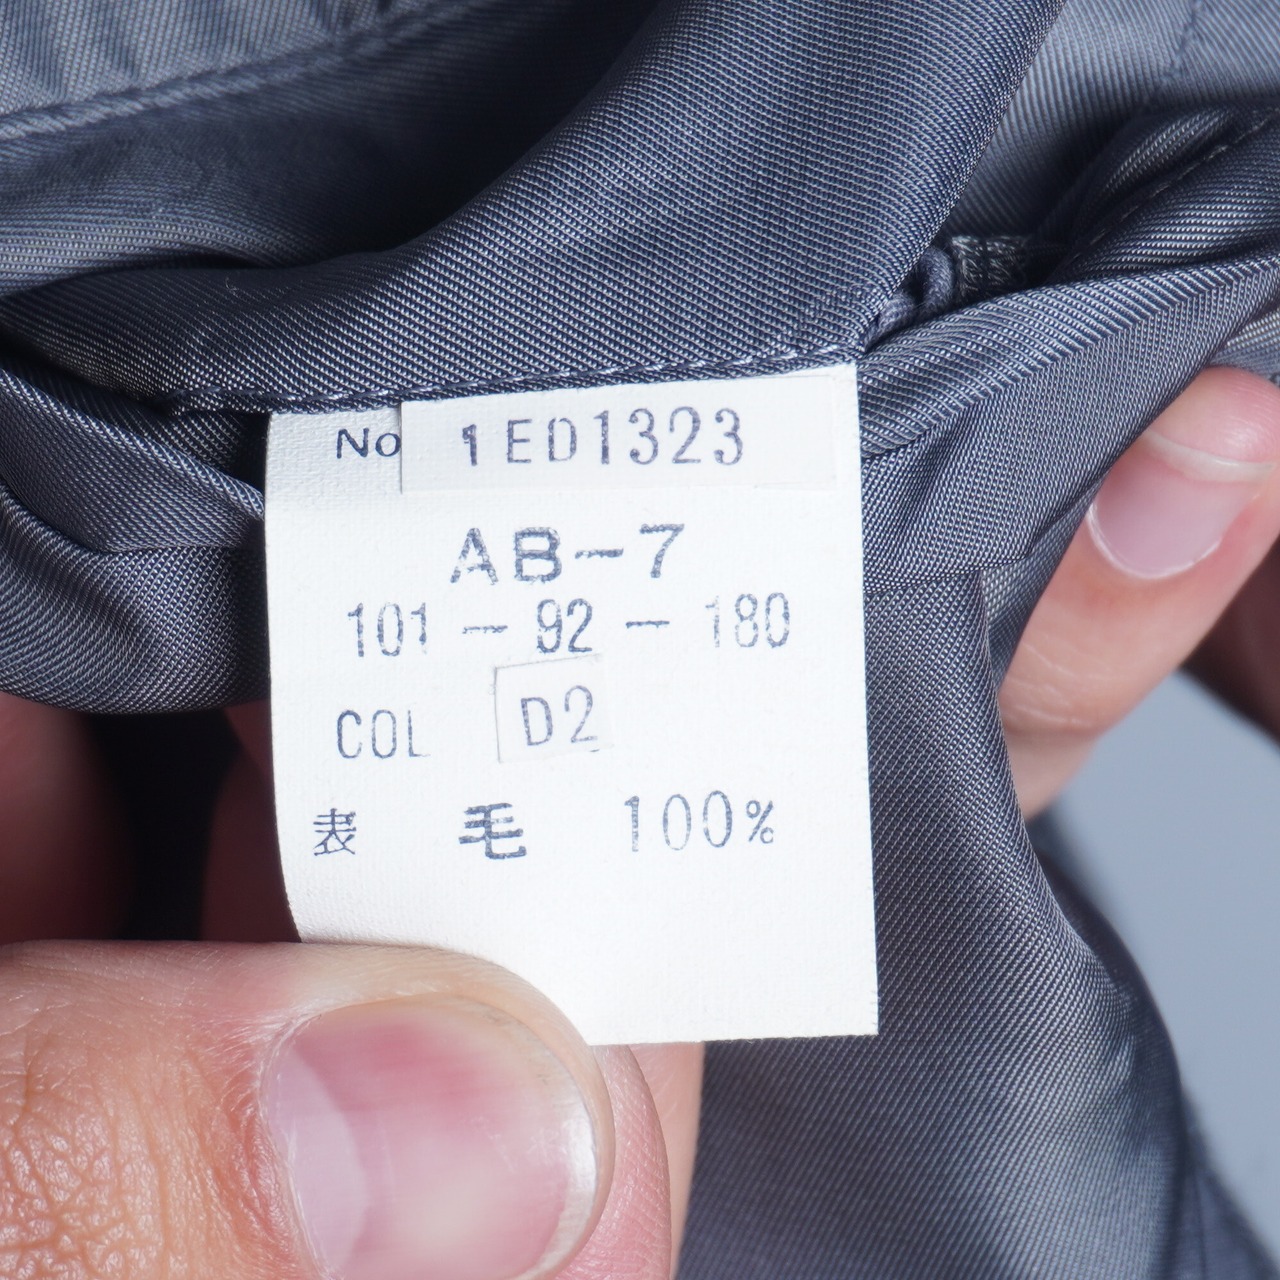 No 1ED1323
AB-7
101 - 92 - 180
COL D2
表 毛 100%